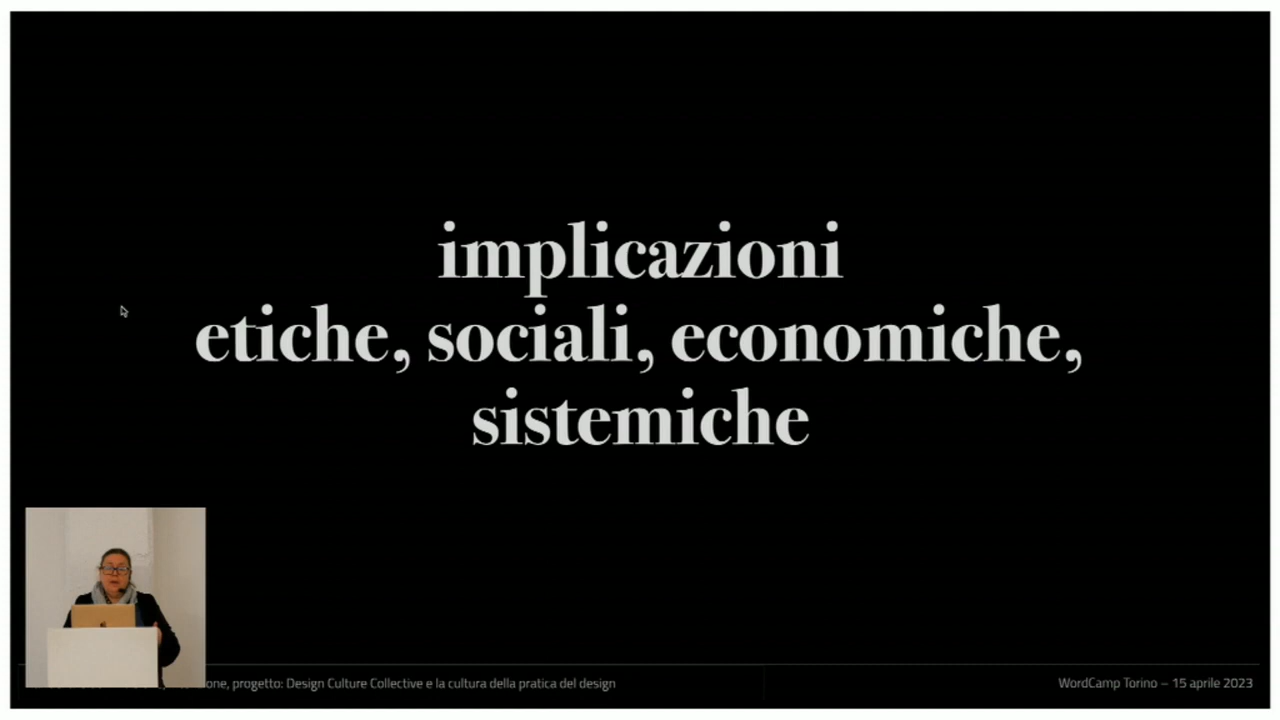 implicazioni
etiche, sociali, economiche,
sistemiche
progetto: Design Culture Collective e la cultura della pratica del design
WordCamp Torino – 15 aprile 2023